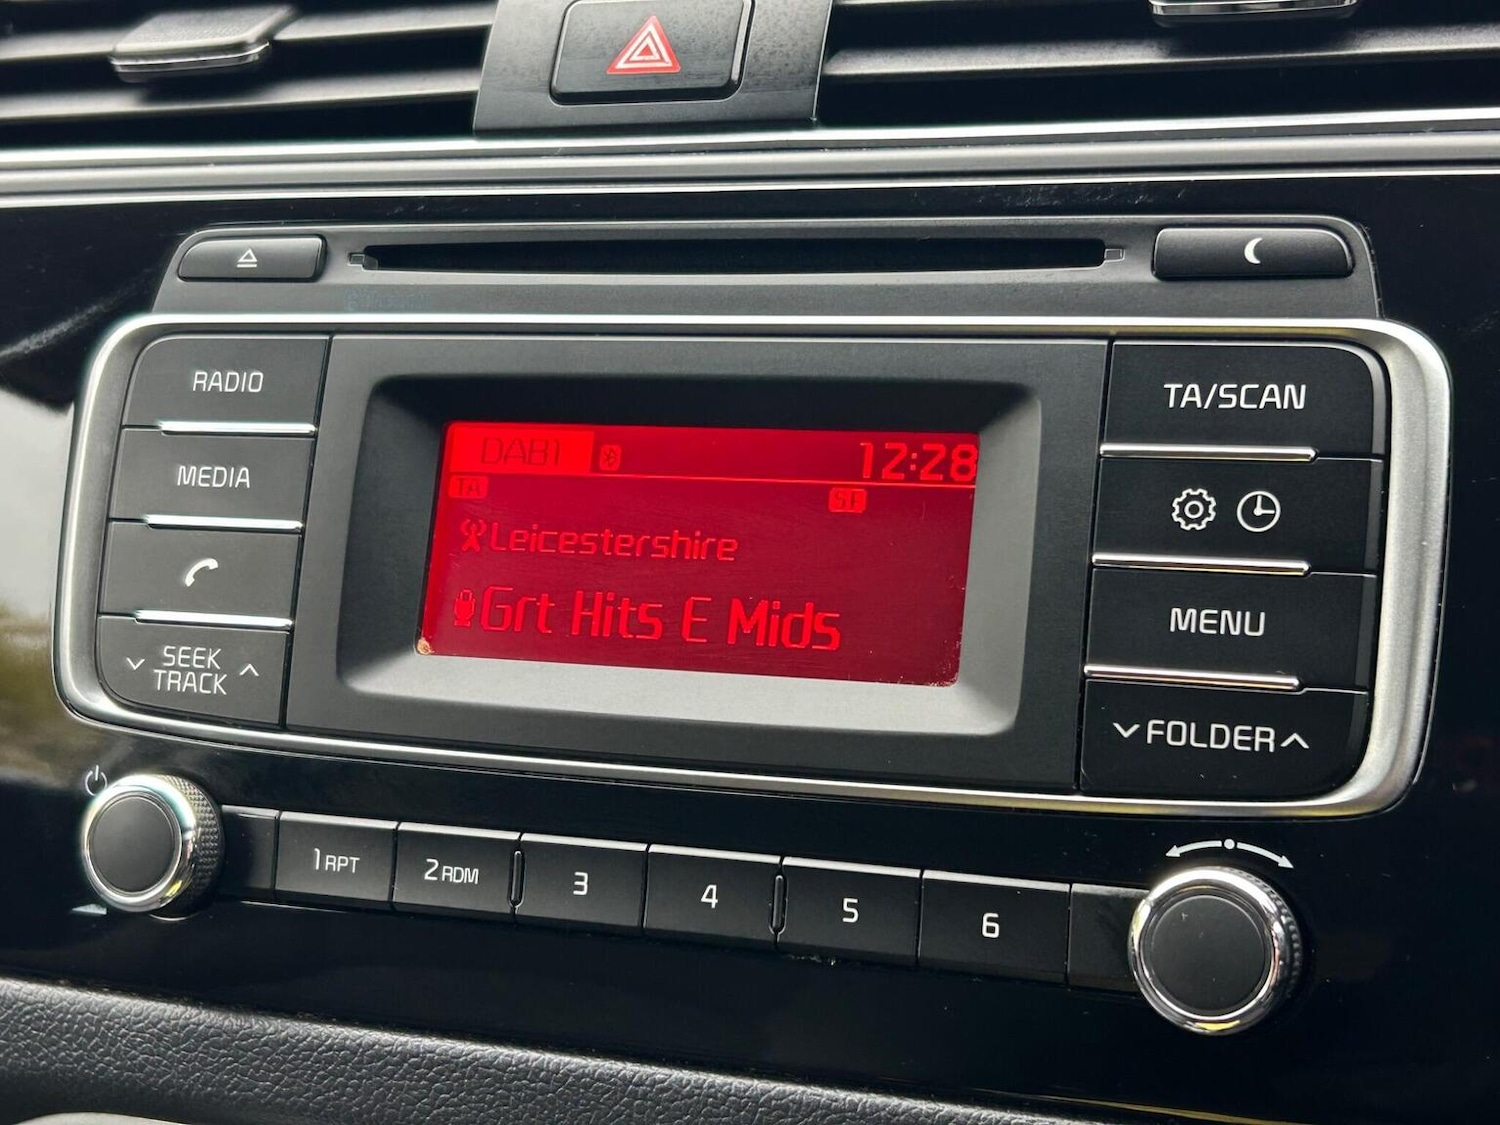 RADIO
MEDIA
SEEK
TRACK
DAB1 12:28
TA SF
Leicestershire
Grt Hits E Mids
TA/SCAN
MENU
FOLDER
1 RPT
2 RDM
3
4
5
6